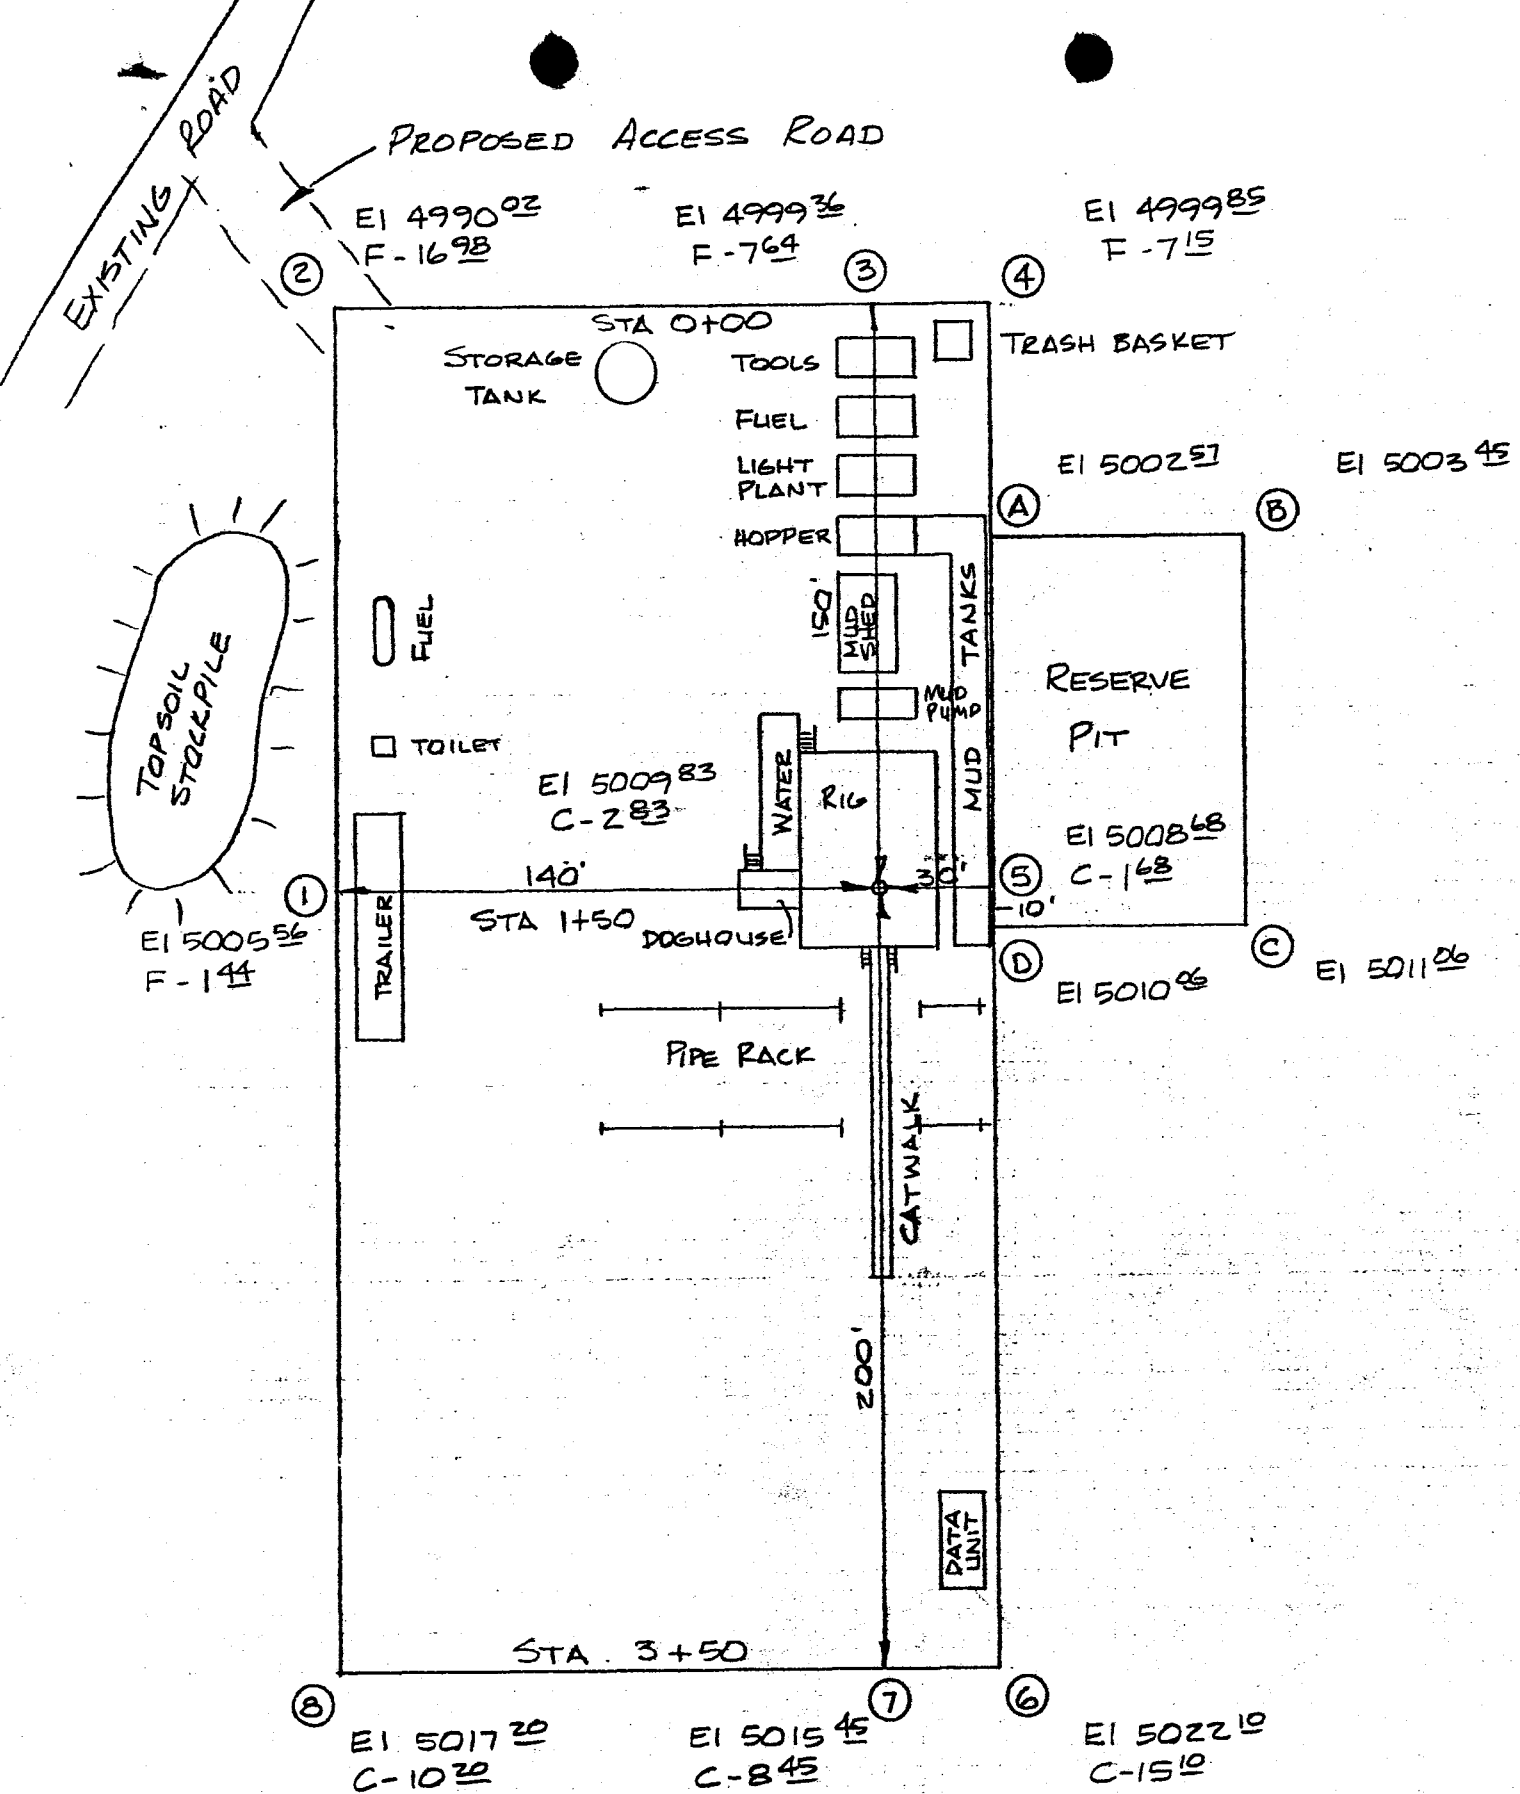 EXISTING ROAD
PROPOSED ACCESS ROAD
El 4990 02
F - 16 98
El 4999 36
F - 7 64
El 4999 85
F - 7 15
2
3
4
STA 0+00
STORAGE
TANK
TOOLS
TRASH BASKET
FUEL
LIGHT
PLANT
El 5002 57
El 5003 45
A
B
HOPPER
150'
MUD
SHED
MUD TANKS
FUEL
TOPSOIL
STOCKPILE
RESERVE
PIT
MUD
PUMP
TOILET
WATER
RIG
El 5009 83
C - 2 83
El 5008 68
C - 1 68
1
140'
30'
5
STA 1+50
10'
DOGHOUSE
TRAILER
El 5005 56
F - 1 44
D
C
El 5010 06
El 5011 06
PIPE RACK
CATWALK
200'
DATA
UNIT
STA. 3+50
8
7
6
El 5017 20
C - 10 20
El 5015 45
C - 8 45
El 5022 10
C - 15 10